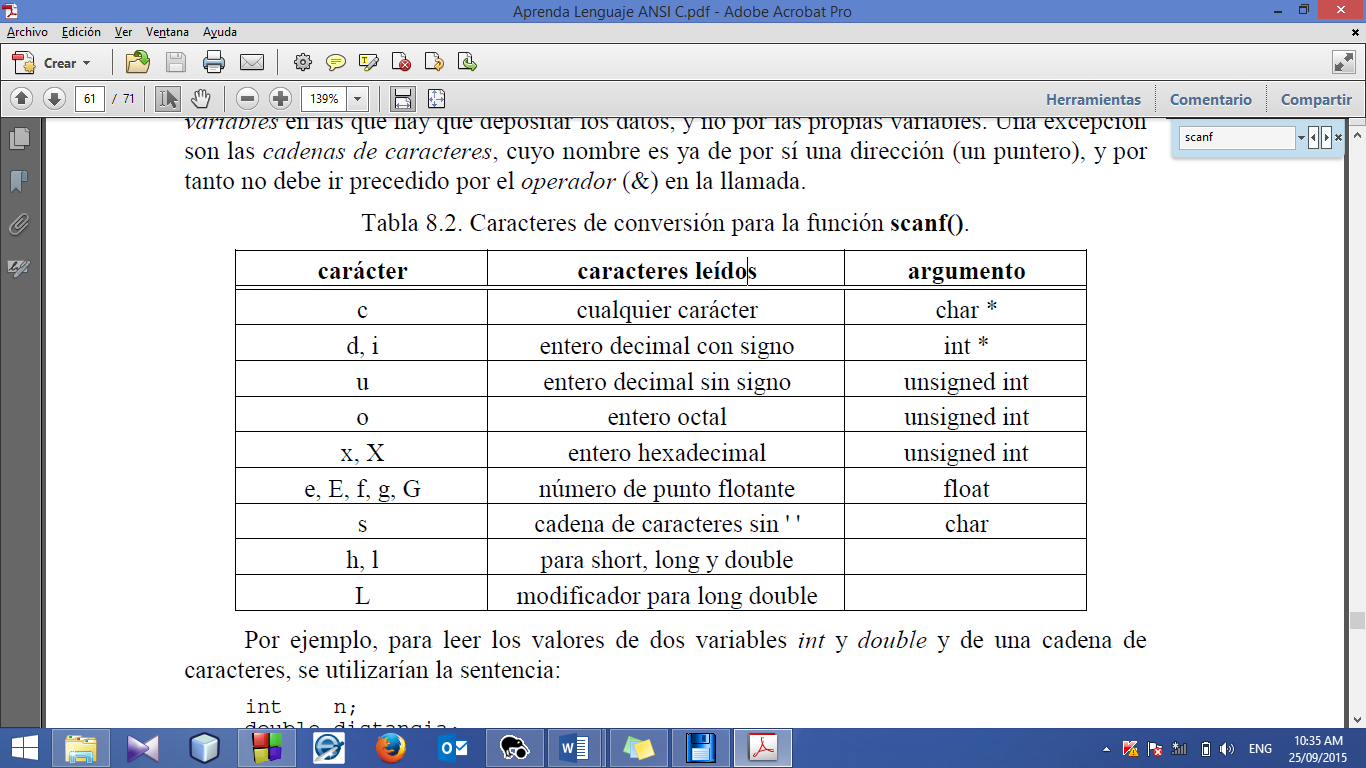 Aprenda Lenguaje ANSI C.pdf - Adobe Acrobat Pro
Archivo Edición Ver Ventana Ayuda
Crear
61 / 71 139% Herramientas Comentario Compartir
scanf
variables en las que hay que depositar los datos, y no por las propias variables. Una excepción
son las cadenas de caracteres, cuyo nombre es ya de por sí una dirección (un puntero), y por
tanto no debe ir precedido por el operador (&) en la llamada.
Tabla 8.2. Caracteres de conversión para la función scanf().
carácter caracteres leídos argumento
c cualquier carácter char *
d, i entero decimal con signo int *
u entero decimal sin signo unsigned int
o entero octal unsigned int
x, X entero hexadecimal unsigned int
e, E, f, g, G número de punto flotante float
s cadena de caracteres sin ' ' char
h, l para short, long y double
L modificador para long double
Por ejemplo, para leer los valores de dos variables int y double y de una cadena de
caracteres, se utilizarían la sentencia:
int n;
double distancia;
ENG
10:35 AM
25/09/2015